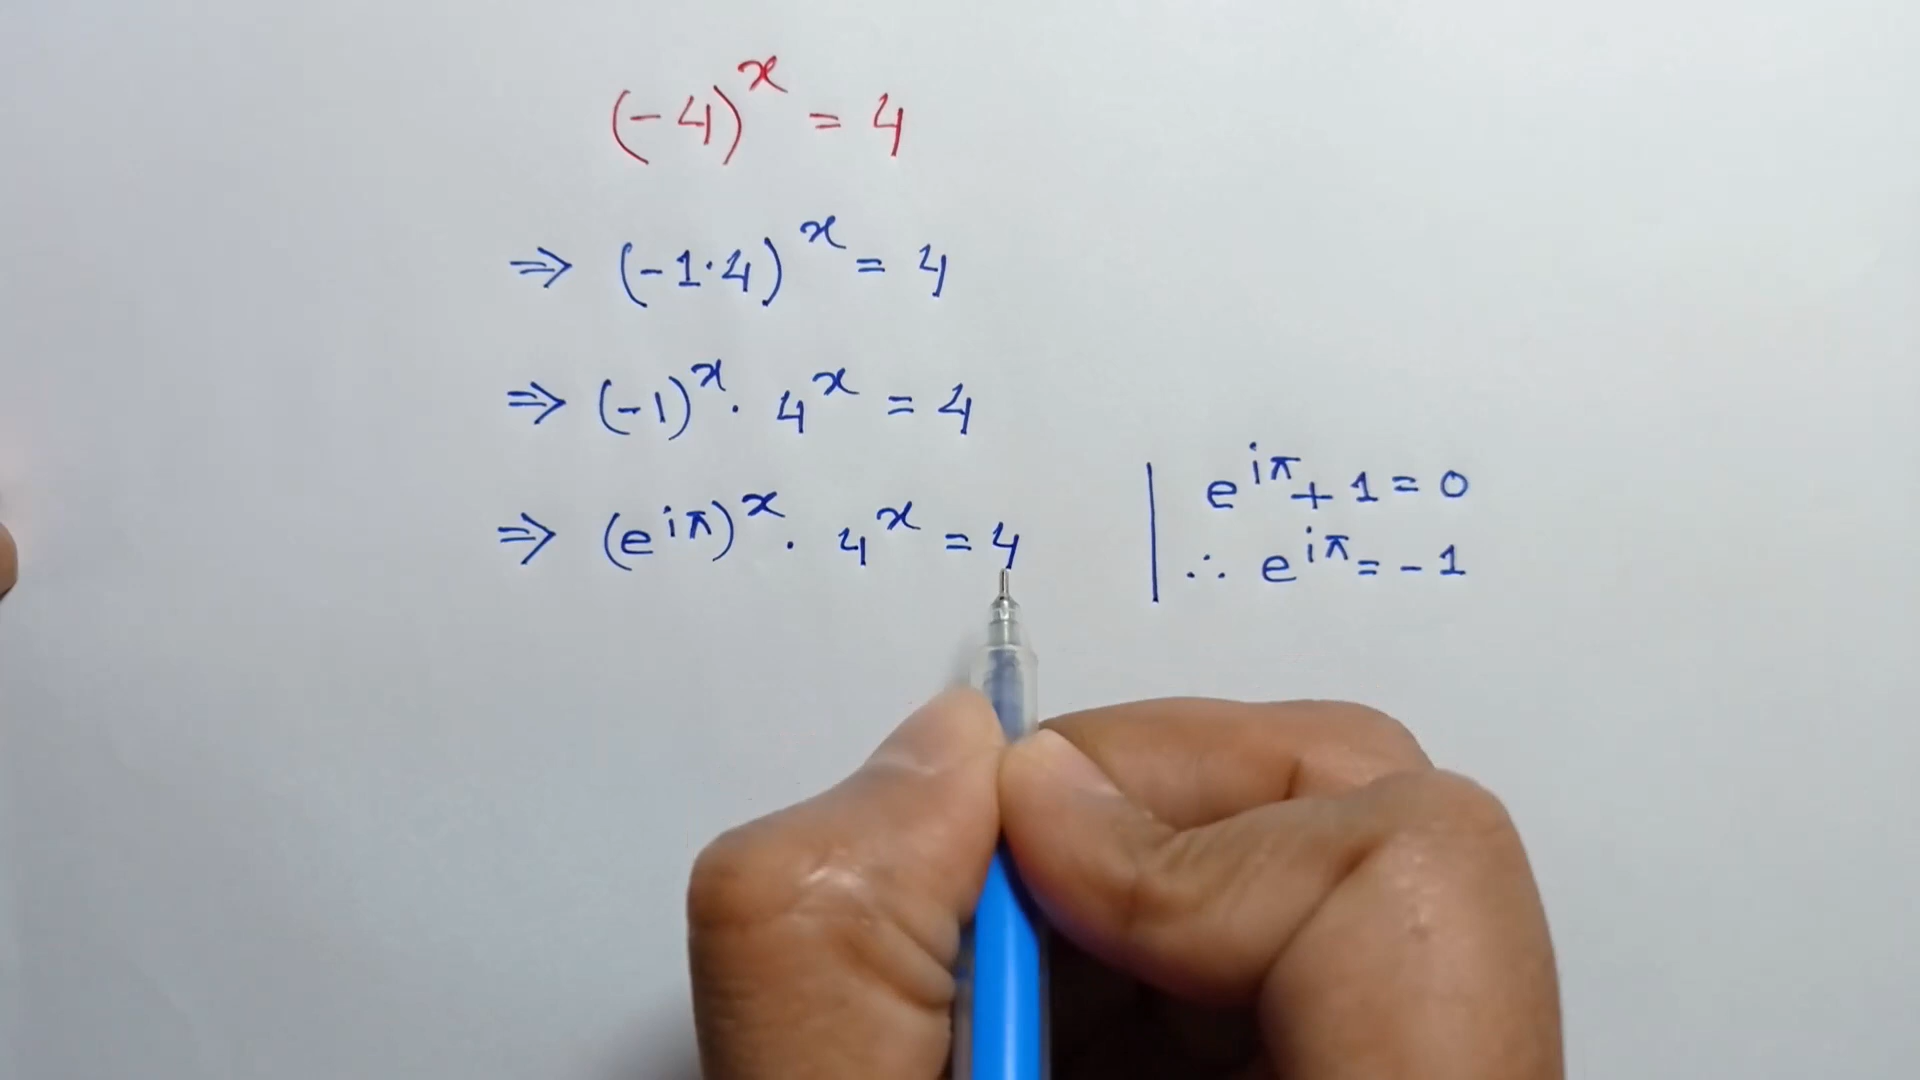 (-4)^x = 4
⇒ (-1·4)^x = 4
⇒ (-1)^x · 4^x = 4
⇒ (e^{iπ})^x · 4^x = 4
e^{iπ} + 1 = 0
∴ e^{iπ} = -1